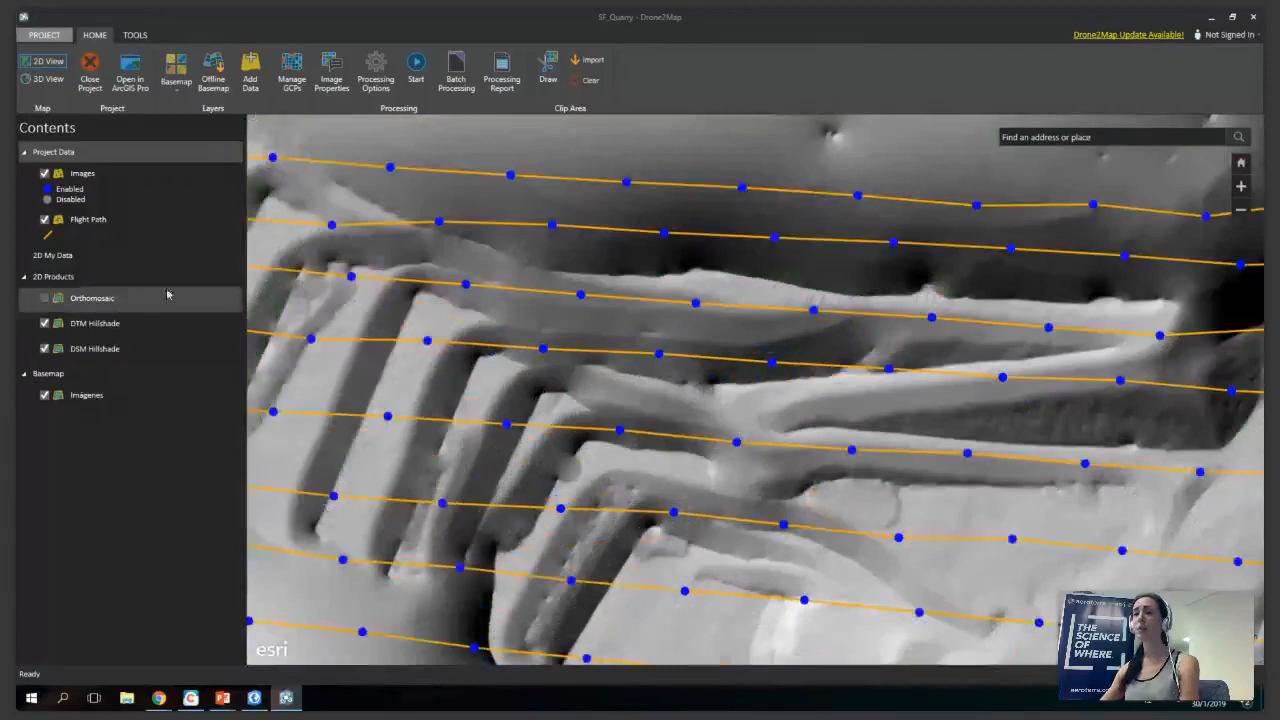 SF_Quarry - Drone2Map
PROJECT HOME TOOLS
Drone2Map Update Available! Not Signed In
2D View
3D View
Close Project
Open in ArcGIS Pro
Basemap
Offline Basemap
Add Data
Manage GCPs
Image Properties
Processing Options
Start
Batch Processing
Processing Report
Draw
Import
Clear
Map Project Layers Processing Clip Area
Contents
Project Data
Images
Enabled
Disabled
Flight Path
2D My Data
2D Products
Orthomosaic
DTM Hillshade
DSM Hillshade
Basemap
Imágenes
Find an address or place
esri
THE
SCIENCE
OF
WHERE
Ready
30/1/2019